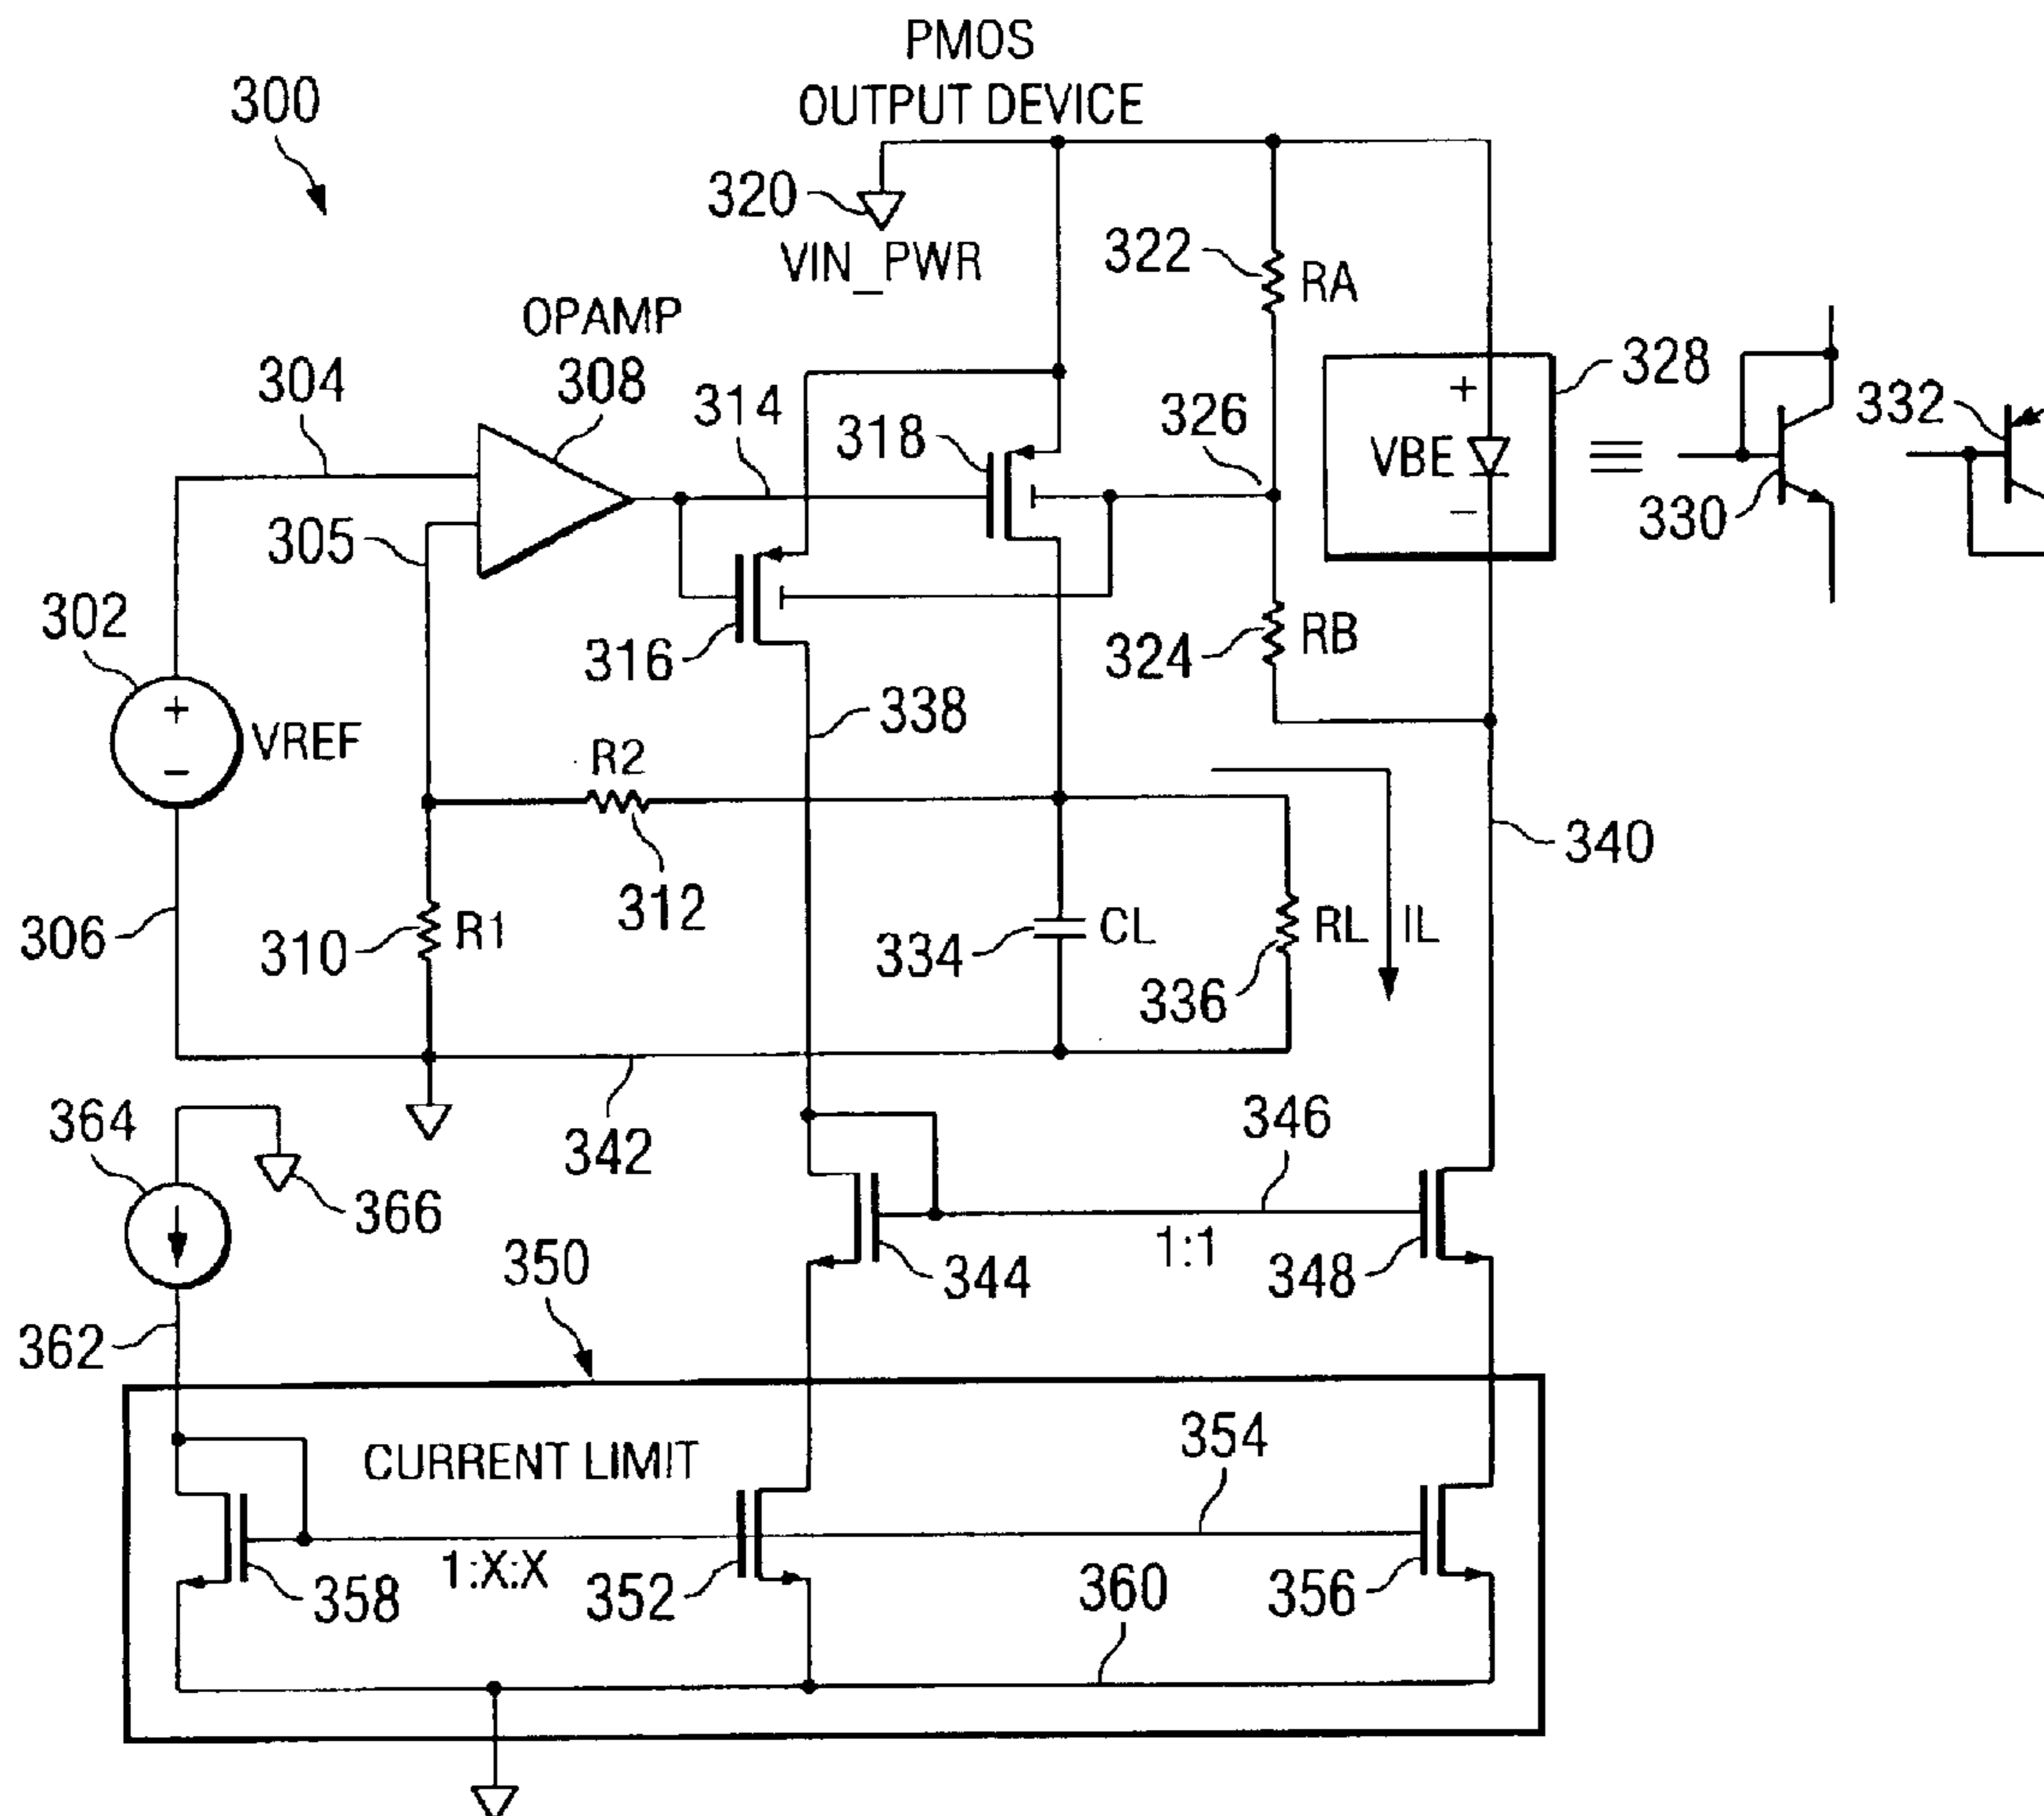 PMOS
OUTPUT DEVICE
300
320
VIN_PWR
322
RA
OPAMP
308
304
314
318
326
328
332
+
VBE
−
330
305
302
316
324
RB
338
+
VREF
−
R2
312
340
306
310
R1
334
CL
336
RL
IL
342
364
366
346
1:1
344
348
350
362
CURRENT LIMIT
354
1:X:X
358
352
360
356